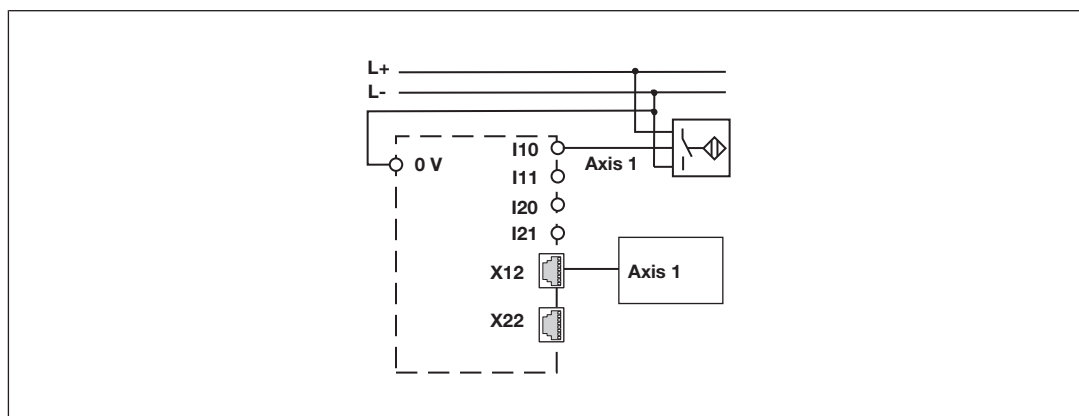 L+
L-
I10
0 V
Axis 1
I11
I20
I21
X12
Axis 1
X22